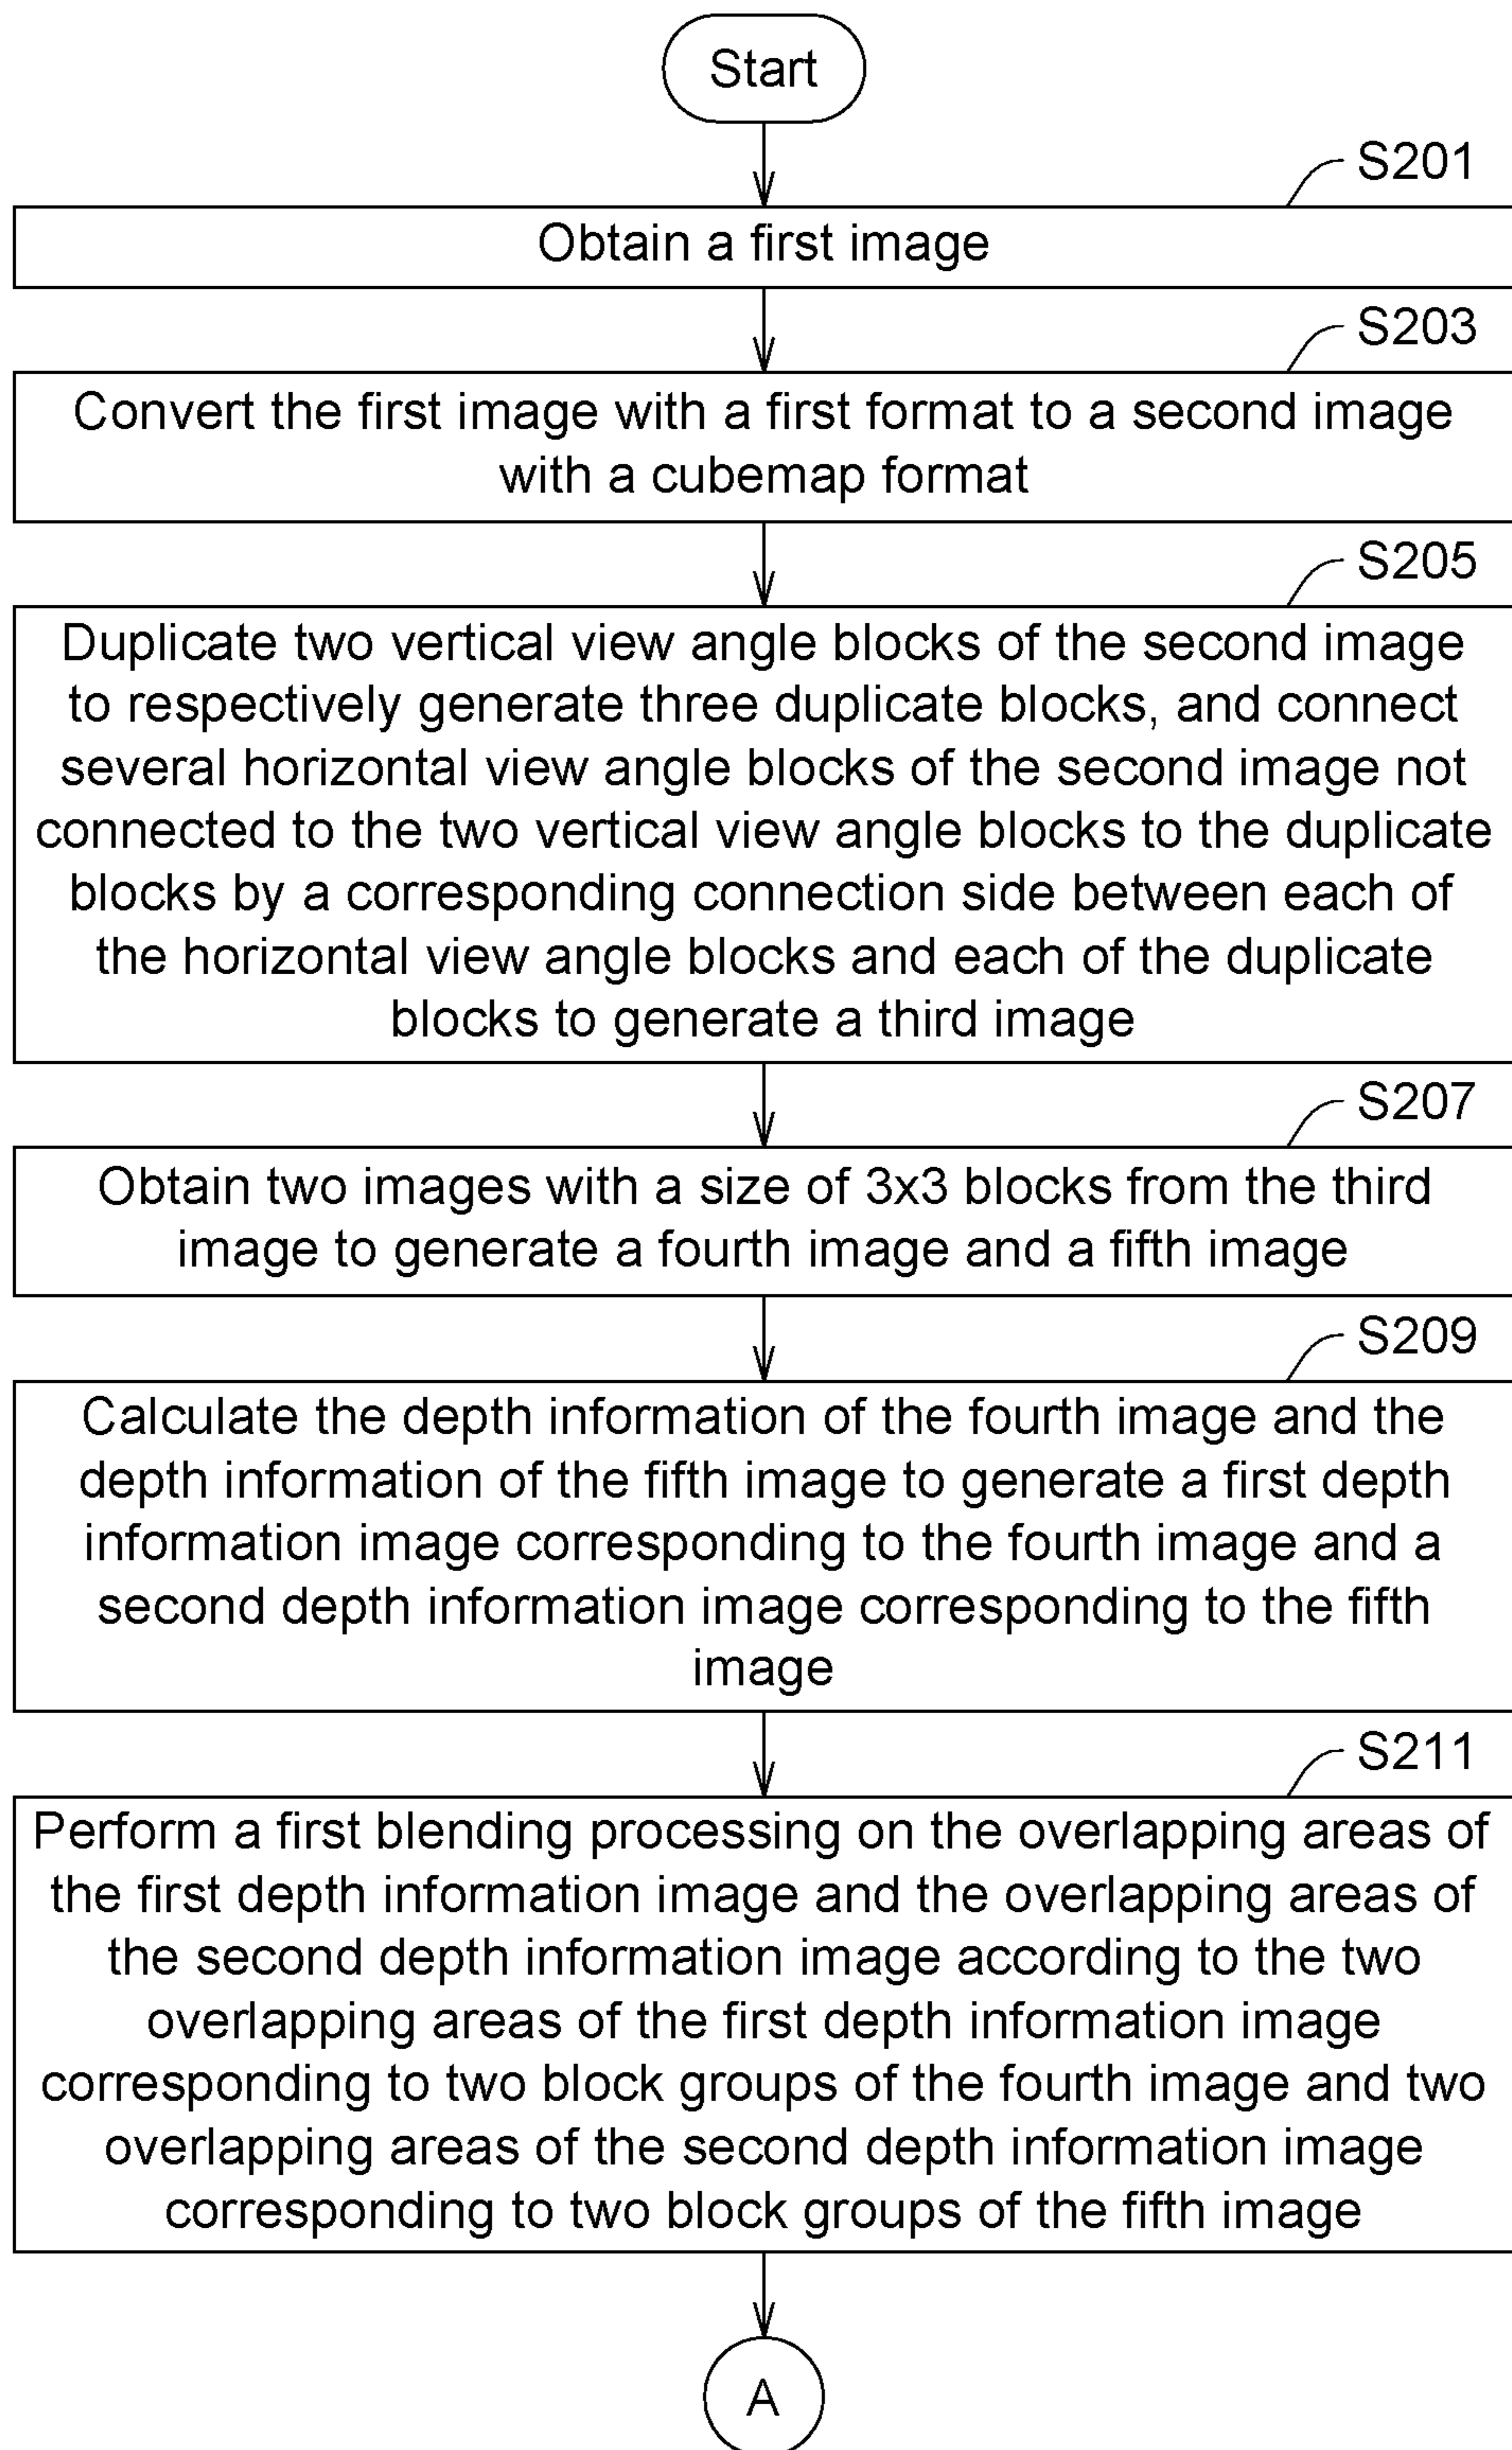 Start
S201
Obtain a first image
S203
Convert the first image with a first format to a second image
with a cubemap format
S205
Duplicate two vertical view angle blocks of the second image
to respectively generate three duplicate blocks, and connect
several horizontal view angle blocks of the second image not
connected to the two vertical view angle blocks to the duplicate
blocks by a corresponding connection side between each of
the horizontal view angle blocks and each of the duplicate
blocks to generate a third image
S207
Obtain two images with a size of 3x3 blocks from the third
image to generate a fourth image and a fifth image
S209
Calculate the depth information of the fourth image and the
depth information of the fifth image to generate a first depth
information image corresponding to the fourth image and a
second depth information image corresponding to the fifth
image
S211
Perform a first blending processing on the overlapping areas of
the first depth information image and the overlapping areas of
the second depth information image according to the two
overlapping areas of the first depth information image
corresponding to two block groups of the fourth image and two
overlapping areas of the second depth information image
corresponding to two block groups of the fifth image
A